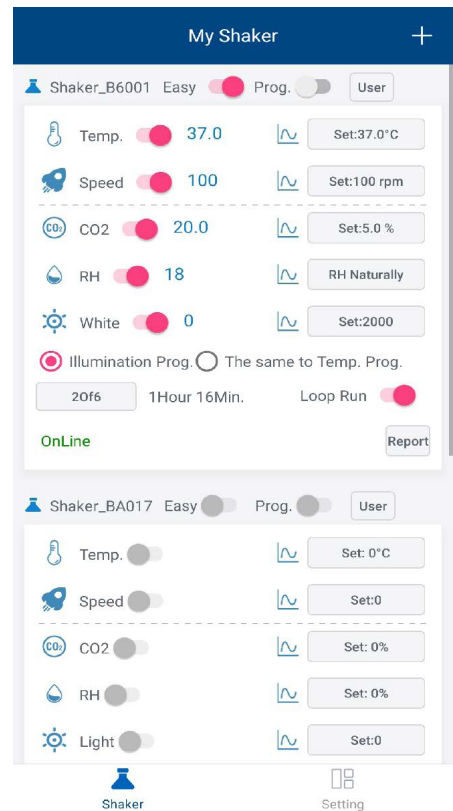 My Shaker +
Shaker_B6001 Easy Prog. User
Temp. 37.0 Set:37.0°C
Speed 100 Set:100 rpm
CO₂ CO2 20.0 Set:5.0 %
RH 18 RH Naturally
White 0 Set:2000
Illumination Prog. The same to Temp. Prog.
2Of6 1Hour 16Min. Loop Run
OnLine Report
Shaker_BA017 Easy Prog. User
Temp. Set: 0°C
Speed Set:0
CO₂ CO2 Set: 0%
RH Set: 0%
Light Set:0
Shaker Setting